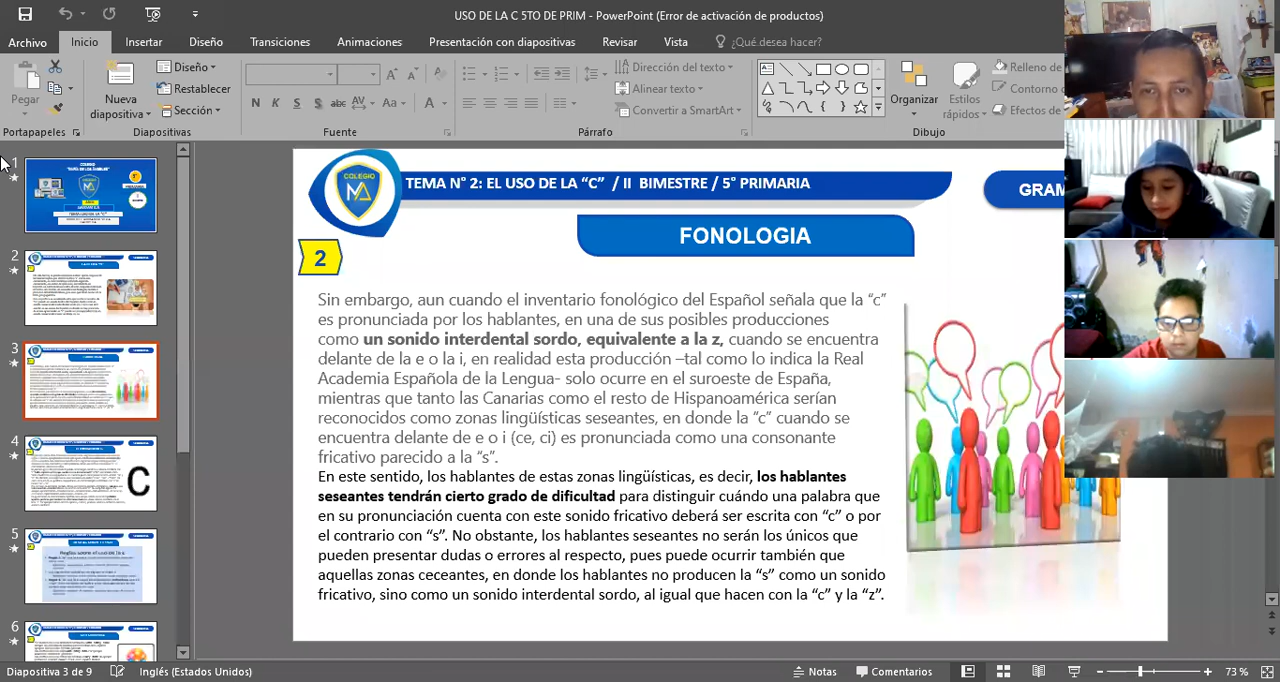 USO DE LA C 5TO DE PRIM - PowerPoint (Error de activación de productos)
Archivo Inicio Insertar Diseño Transiciones Animaciones Presentación con diapositivas Revisar Vista ¿Qué desea hacer?
Pegar
Nueva diapositiva
Diseño
Restablecer
Sección
N K S S abc AV Aa A
Dirección del texto
Alinear texto
Convertir a SmartArt
Organizar
Estilos rápidos
Relleno de
Contorno
Efectos de
Portapapeles Diapositivas Fuente Párrafo Dibujo
1
2
3
4
C
5
6
COLEGIO
MA
TEMA N° 2: EL USO DE LA “C” / II BIMESTRE / 5° PRIMARIA
GRAM
FONOLOGIA
2
Sin embargo, aun cuando el inventario fonológico del Español señala que la “c”
es pronunciada por los hablantes, en una de sus posibles producciones
como un sonido interdental sordo, equivalente a la z, cuando se encuentra
delante de la e o la i, en realidad esta producción –tal como lo indica la Real
Academia Española de la Lengua- solo ocurre en el suroeste de España,
mientras que tanto las Canarias como el resto de Hispanoamérica serían
reconocidos como zonas lingüísticas seseantes, en donde la “c” cuando se
encuentra delante de e o i (ce, ci) es pronunciada como una consonante
fricativo parecido a la “s”.
En este sentido, los hablantes de estas zonas lingüísticas, es decir, los hablantes
seseantes tendrán cierto grado de dificultad para distinguir cuándo una palabra que
en su pronunciación cuenta con este sonido fricativo deberá ser escrita con “c” o por
el contrario con “s”. No obstante, los hablantes seseantes no serán los únicos que
pueden presentar dudas mayores al respecto, pues puede ocurrir también que
aquellas zonas ceceantes, en donde los hablantes no producen la “s” como un sonido
fricativo, sino como un sonido interdental sordo, al igual que hacen con la “c” y la “z”.
Diapositiva 3 de 9 Inglés (Estados Unidos) Notas Comentarios 73 %